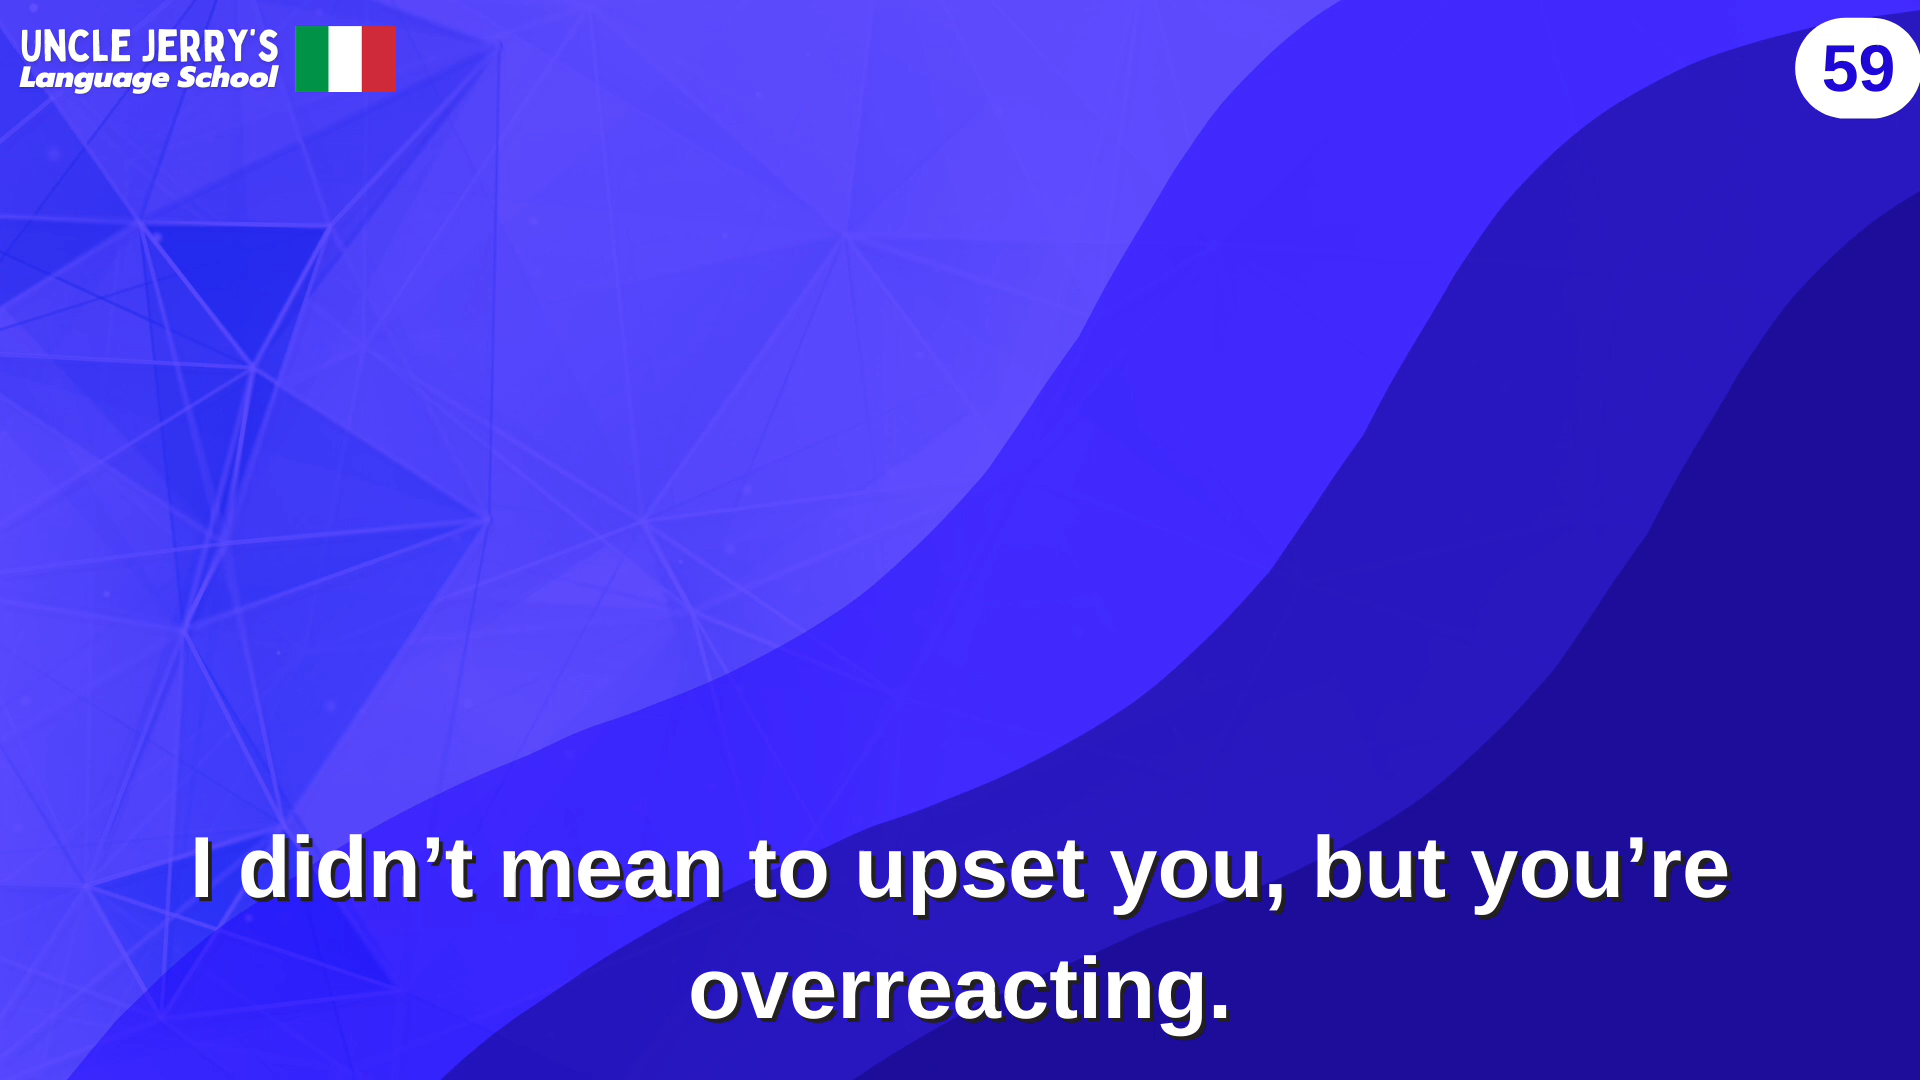 UNCLE JERRY'S
Language School
59
I didn’t mean to upset you, but you’re
overreacting.